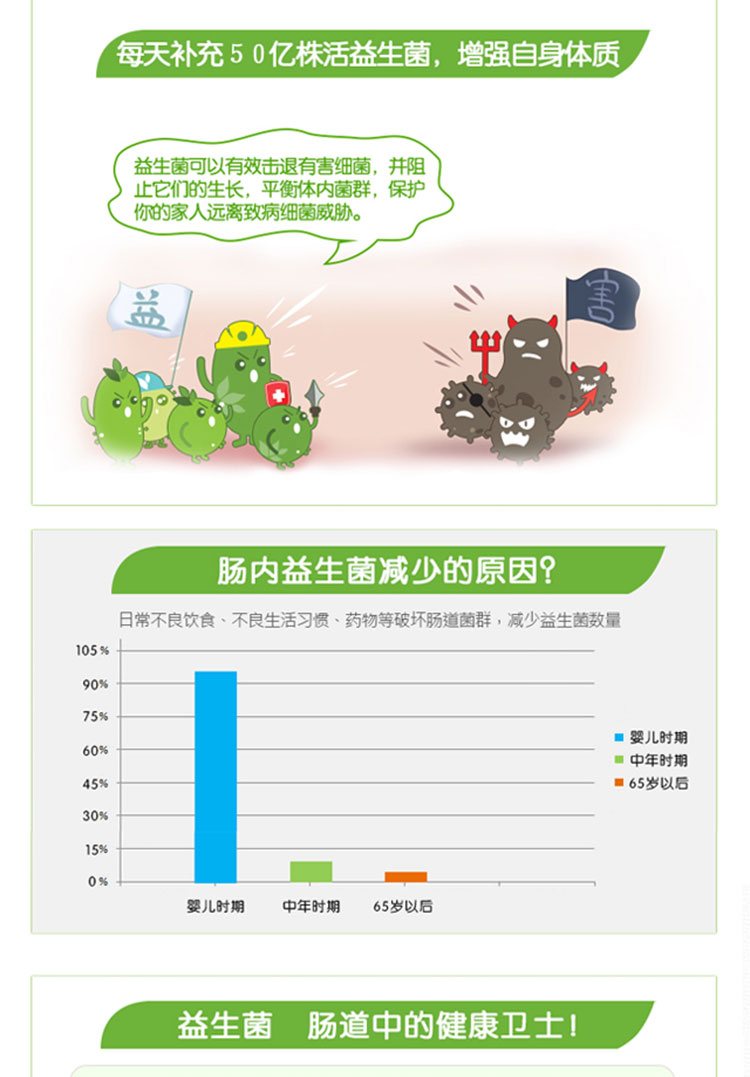 每天补充50亿株活益生菌，增强自身体质
益生菌可以有效击退有害细菌，并阻
止它们的生长，平衡体内菌群，保护
你的家人远离致病细菌威胁。
益
害
肠内益生菌减少的原因？
日常不良饮食、不良生活习惯、药物等破坏肠道菌群，减少益生菌数量
105%
90%
75%
60%
45%
30%
15%
0%
婴儿时期
中年时期
65岁以后
婴儿时期
中年时期
65岁以后
益生菌 肠道中的健康卫士！